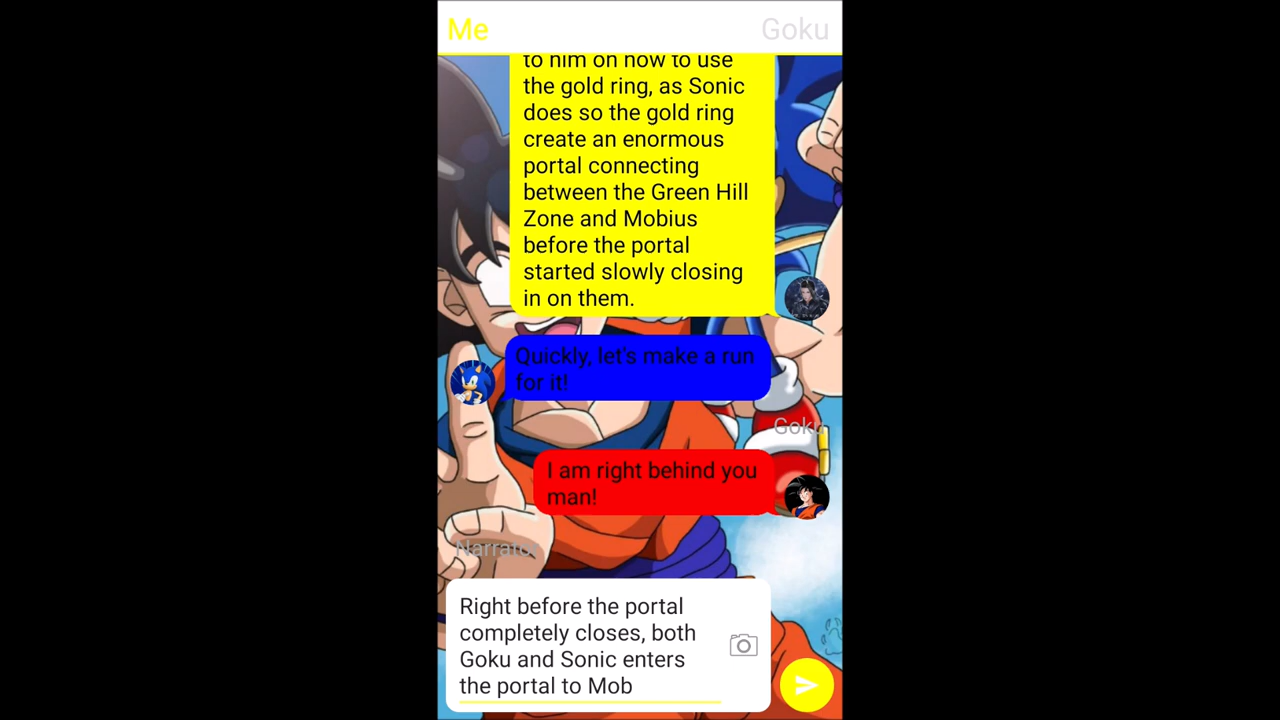 Me
Goku
to him on how to use
the gold ring, as Sonic
does so the gold ring
create an enormous
portal connecting
between the Green Hill
Zone and Mobius
before the portal
started slowly closing
in on them.
Quickly, let's make a run
for it!
Goku
I am right behind you
man!
Narrator
Right before the portal
completely closes, both
Goku and Sonic enters
the portal to Mob